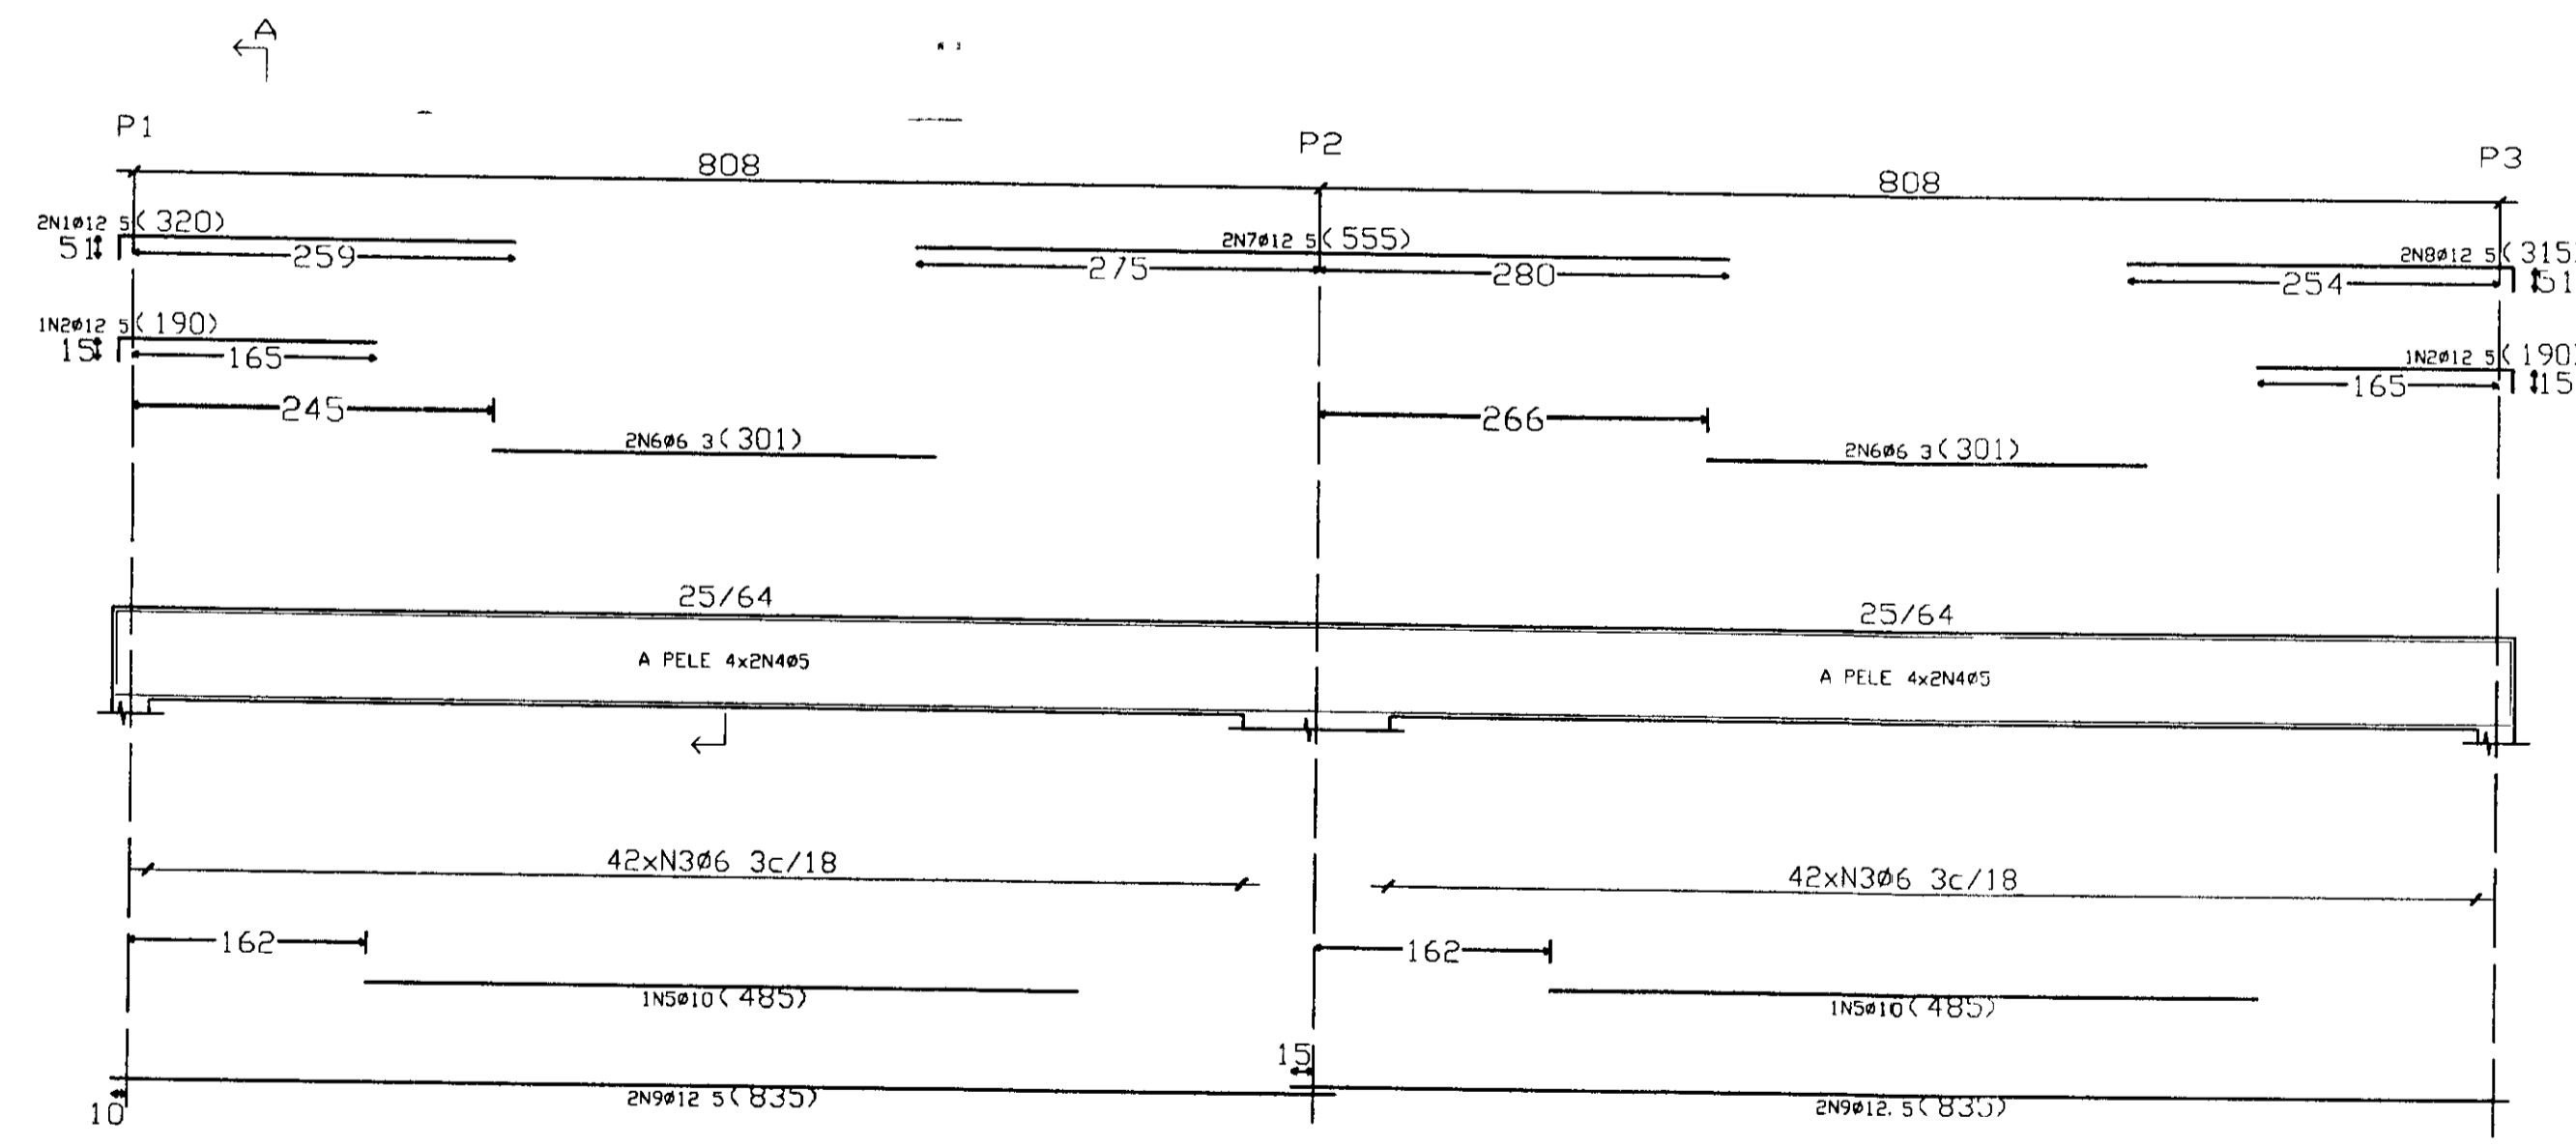 A
P1
P2
P3
808
808
2N1ø12 5(320)
51
259
2N7ø12 5(555)
275
280
2N8ø12 5(315)
254
51
1N2ø12 5(190)
15
165
1N2ø12 5(190)
165
15
245
266
2N6ø6 3(301)
2N6ø6 3(301)
25/64
25/64
A PELE 4x2N4ø5
A PELE 4x2N4ø5
42xN3ø6 3c/18
42xN3ø6 3c/18
162
162
1N5ø10(485)
1N5ø10(485)
15
10
2N9ø12 5(835)
2N9ø12.5(835)